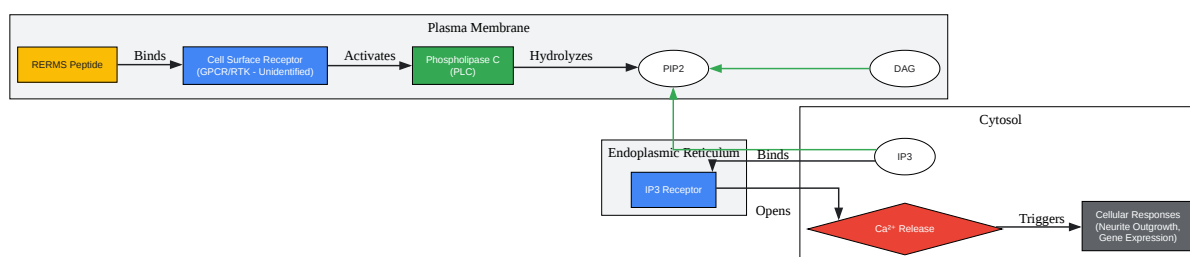 Plasma Membrane
RERMS Peptide
Binds
Cell Surface Receptor
(GPCR/RTK - Unidentified)
Activates
Phospholipase C
(PLC)
Hydrolyzes
PIP2
DAG
Cytosol
Endoplasmic Reticulum
Binds
IP3
IP3 Receptor
Opens
Ca²⁺ Release
Triggers
Cellular Responses
(Neurite Outgrowth,
Gene Expression)